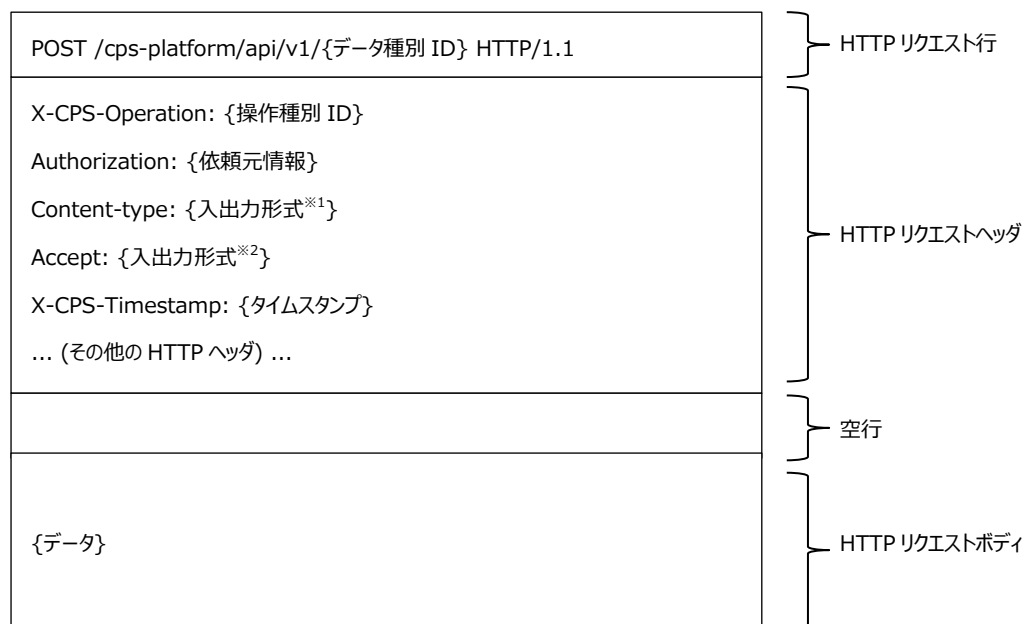 POST /cps-platform/api/v1/{データ種別 ID} HTTP/1.1
HTTP リクエスト行
X-CPS-Operation: {操作種別 ID}
Authorization: {依頼元情報}
Content-type: {入出力形式※1}
Accept: {入出力形式※2}
X-CPS-Timestamp: {タイムスタンプ}
... (その他の HTTP ヘッダ) ...
HTTP リクエストヘッダ
空行
{データ}
HTTP リクエストボディ